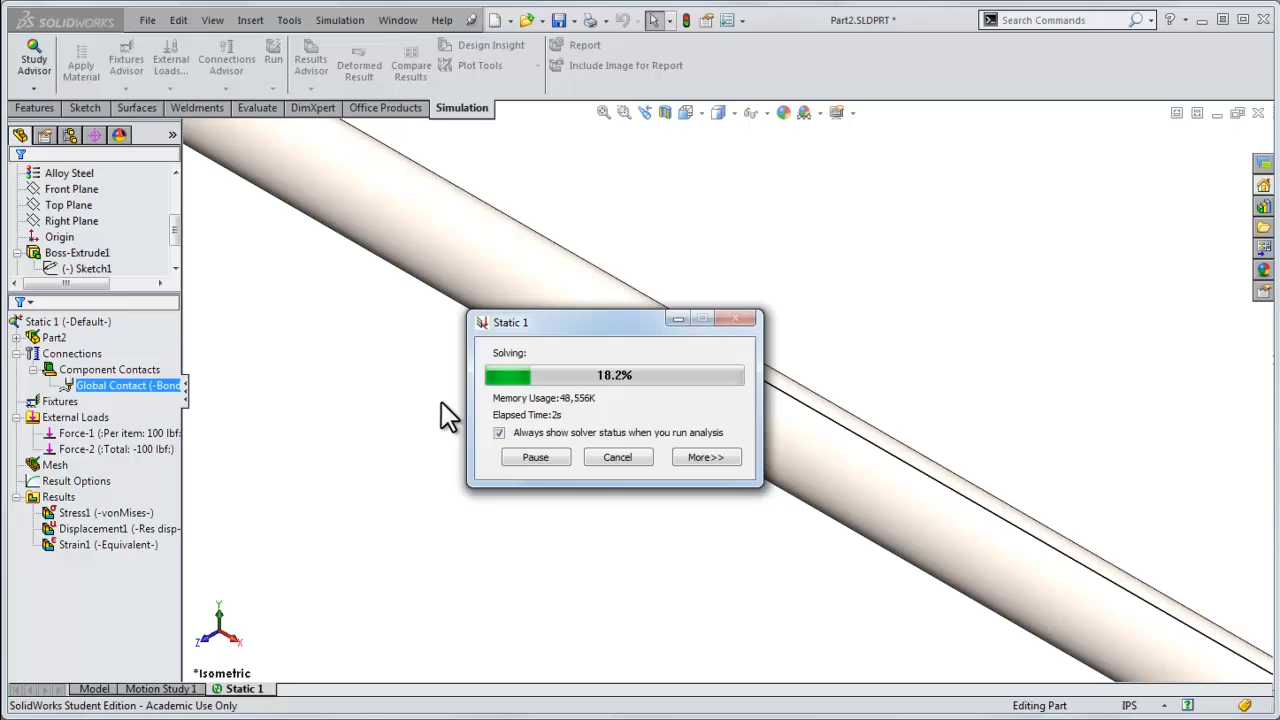 SOLIDWORKS File Edit View Insert Tools Simulation Window Help Part2.SLDPRT * Search Commands
Study Advisor
Apply Material
Fixtures Advisor
External Loads...
Connections Advisor
Run
Results Advisor
Deformed Result
Compare Results
Design Insight
Plot Tools
Report
Include Image for Report
Features Sketch Surfaces Weldments Evaluate DimXpert Office Products Simulation
Alloy Steel
Front Plane
Top Plane
Right Plane
Origin
Boss-Extrude1
(-) Sketch1
Static 1 (-Default-)
Part2
Connections
Component Contacts
Global Contact (-Bond
Fixtures
External Loads
Force-1 (:Per item: 100 lbf:
Force-2 (:Total: -100 lbf:)
Mesh
Result Options
Results
Stress1 (-vonMises-)
Displacement1 (-Res disp-
Strain1 (-Equivalent-)
Static 1
Solving:
18.2%
Memory Usage:48,556K
Elapsed Time:2s
Always show solver status when you run analysis
Pause Cancel More>>
Y
Z X
*Isometric
Model Motion Study 1 Static 1
SolidWorks Student Edition - Academic Use Only Editing Part IPS